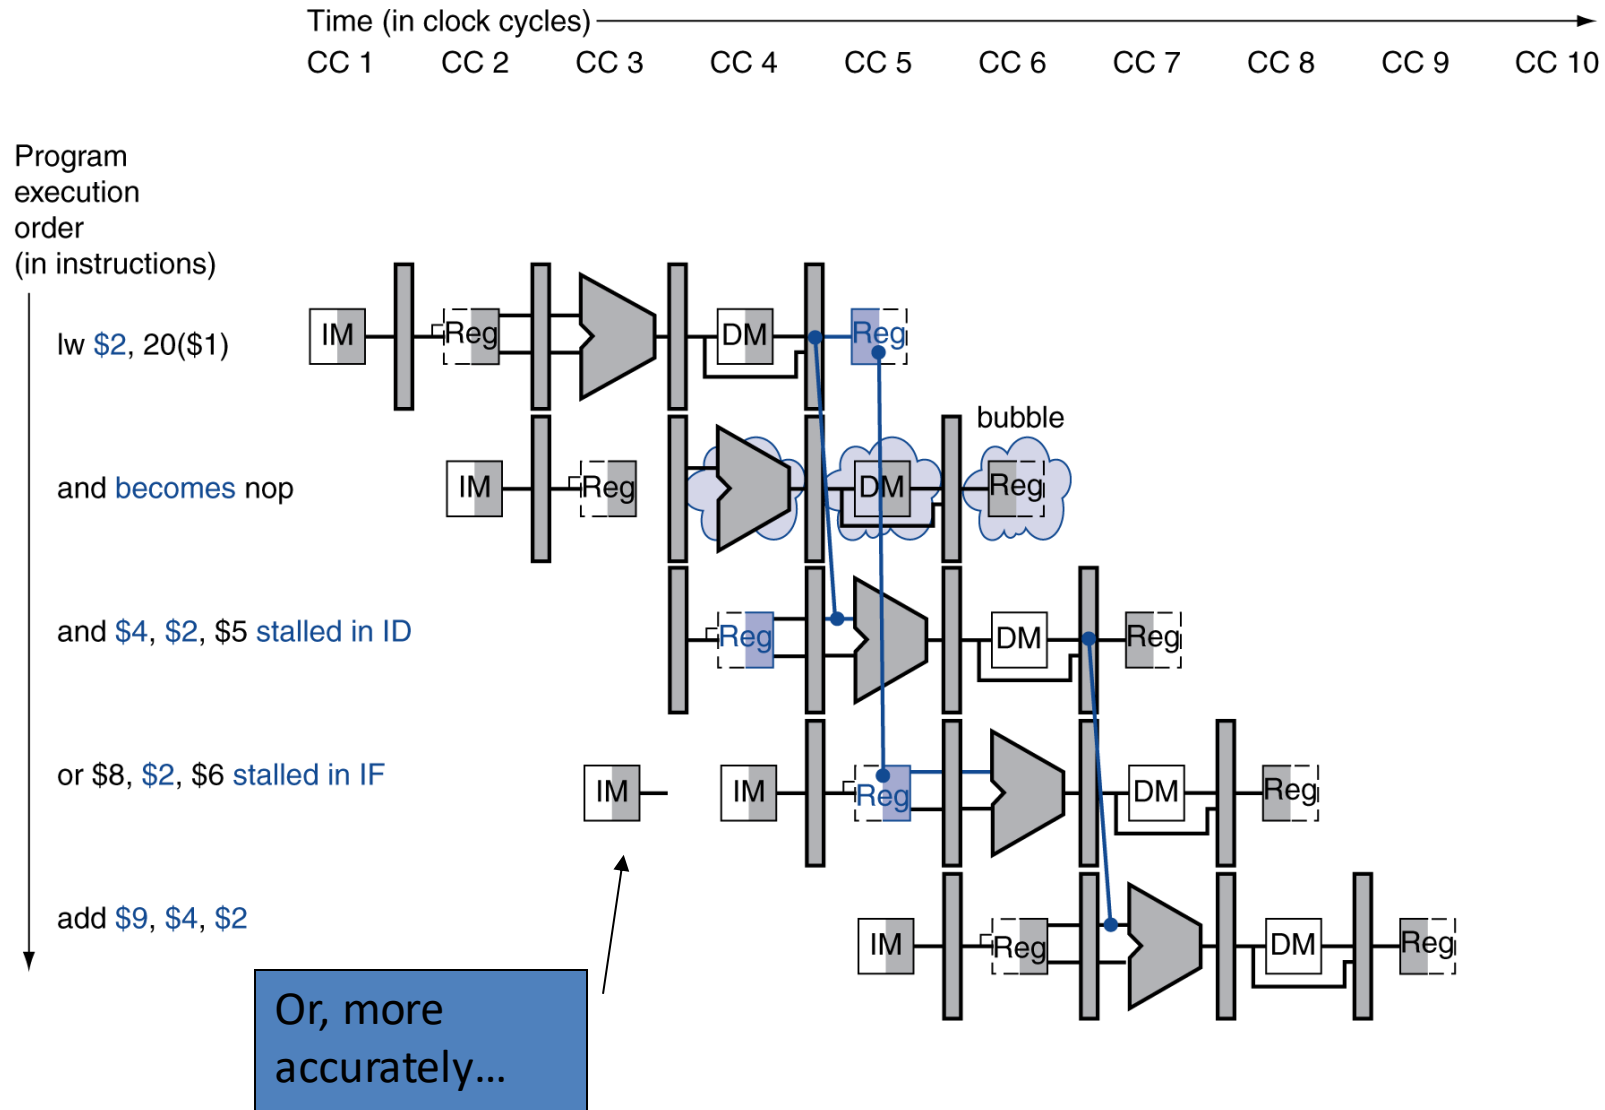 Time (in clock cycles)
CC 1 CC 2 CC 3 CC 4 CC 5 CC 6 CC 7 CC 8 CC 9 CC 10
Program
execution
order
(in instructions)
lw $2, 20($1)
IM Reg DM Reg
bubble
and becomes nop
IM Reg DM Reg
and $4, $2, $5 stalled in ID
Reg DM Reg
or $8, $2, $6 stalled in IF
IM IM Reg DM Reg
add $9, $4, $2
IM Reg DM Reg
Or, more
accurately...